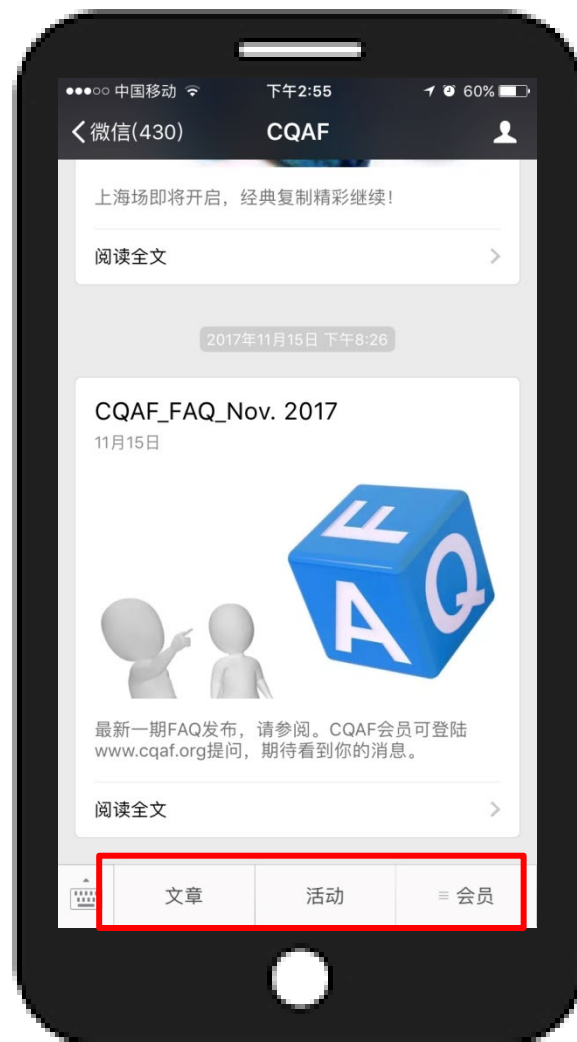 中国移动 下午2:55 60%
微信(430) CQAF
上海场即将开启，经典复制精彩继续！
阅读全文
2017年11月15日 下午8:26
CQAF_FAQ_Nov. 2017
11月15日
F
A Q
最新一期FAQ发布，请参阅。CQAF会员可登陆
www.cqaf.org提问，期待看到你的消息。
阅读全文
文章 活动 会员